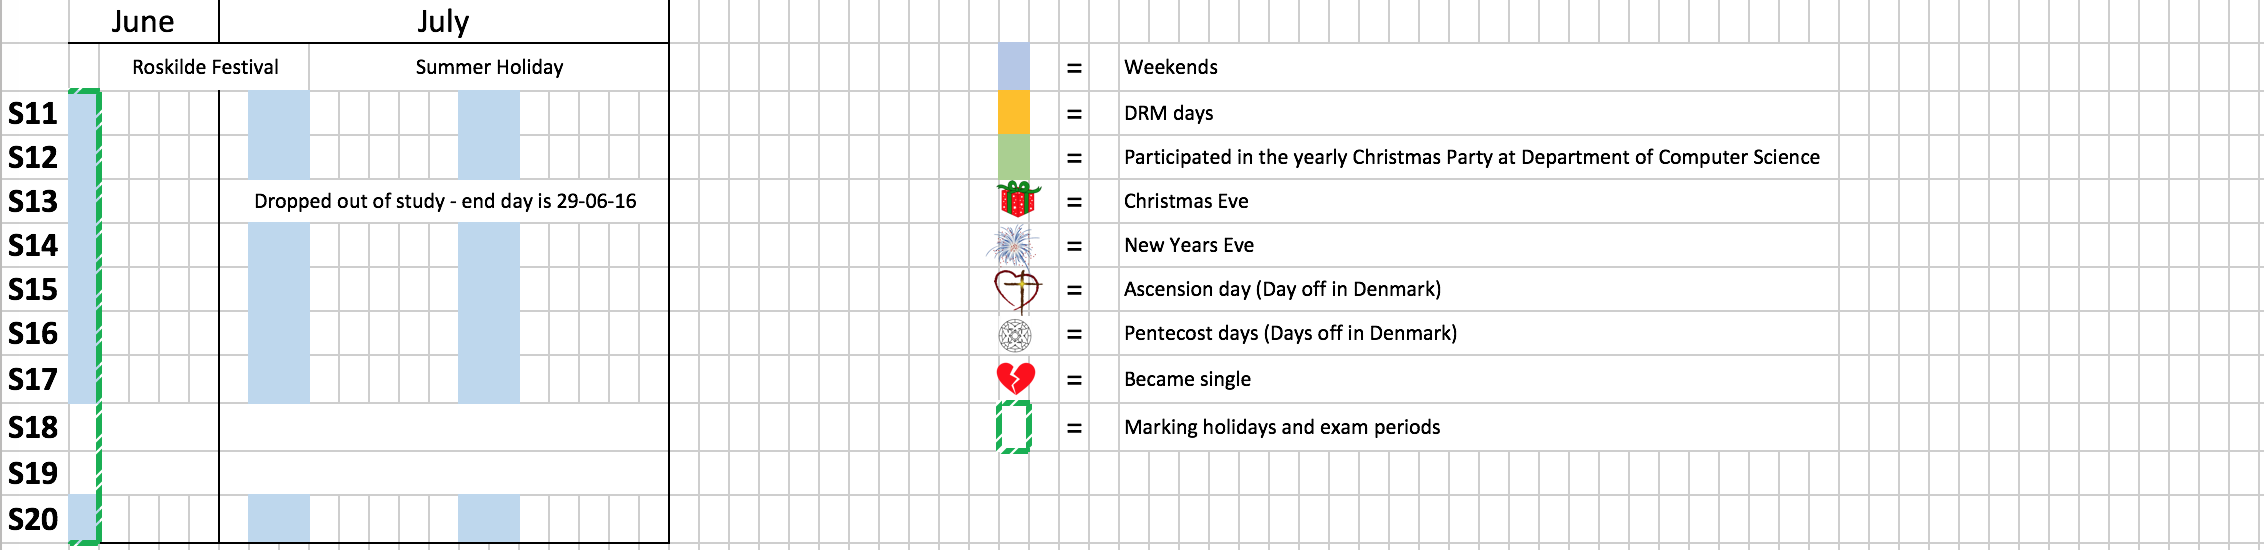 June July
Roskilde Festival Summer Holiday = Weekends
S11 = DRM days
S12 = Participated in the yearly Christmas Party at Department of Computer Science
S13 Dropped out of study - end day is 29-06-16 = Christmas Eve
S14 = New Years Eve
S15 = Ascension day (Day off in Denmark)
S16 = Pentecost days (Days off in Denmark)
S17 = Became single
S18 = Marking holidays and exam periods
S19
S20